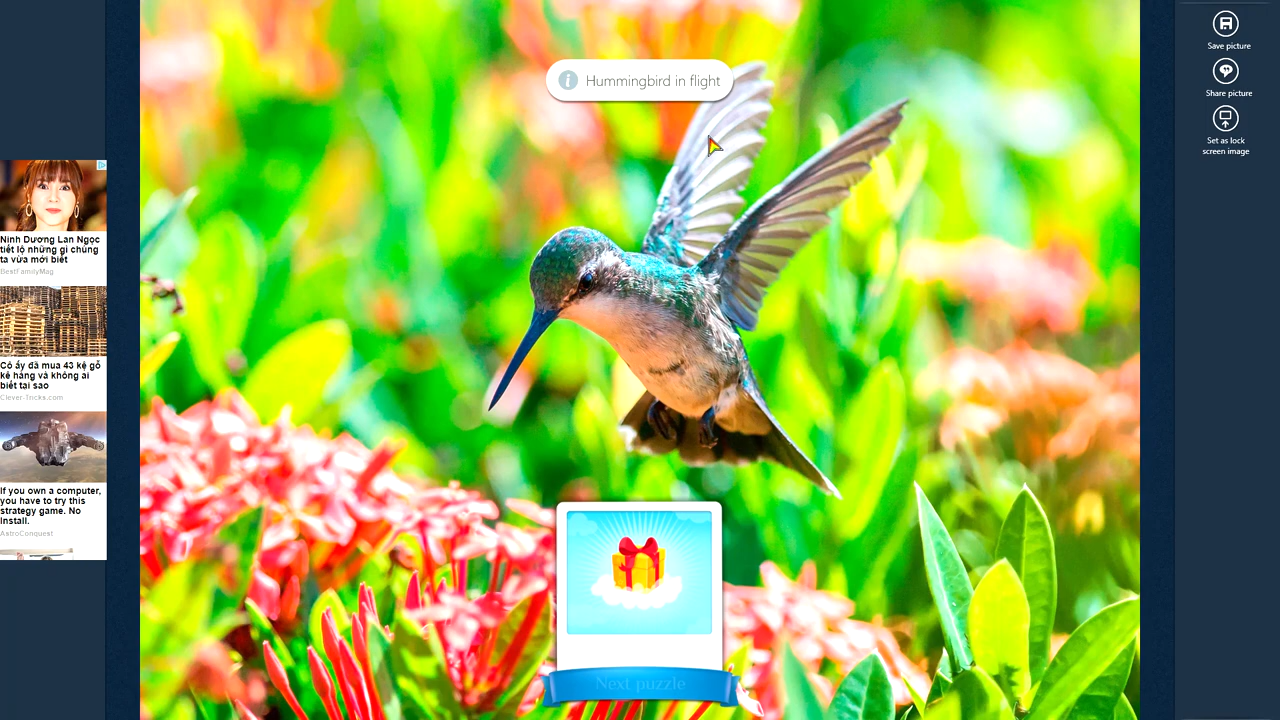 Hummingbird in flight
Save picture
Share picture
Set as lock
screen image
Ninh Dương Lan Ngọc
tiết lộ những gì chúng
ta vừa mới biết
BestFamilyMag
Cô ấy đã mua 43 kệ gỗ
kê hàng và không ai
biết tại sao
Clever-Tricks.com
If you own a computer,
you have to try this
strategy game. No
Install.
AstroConquest
Next puzzle